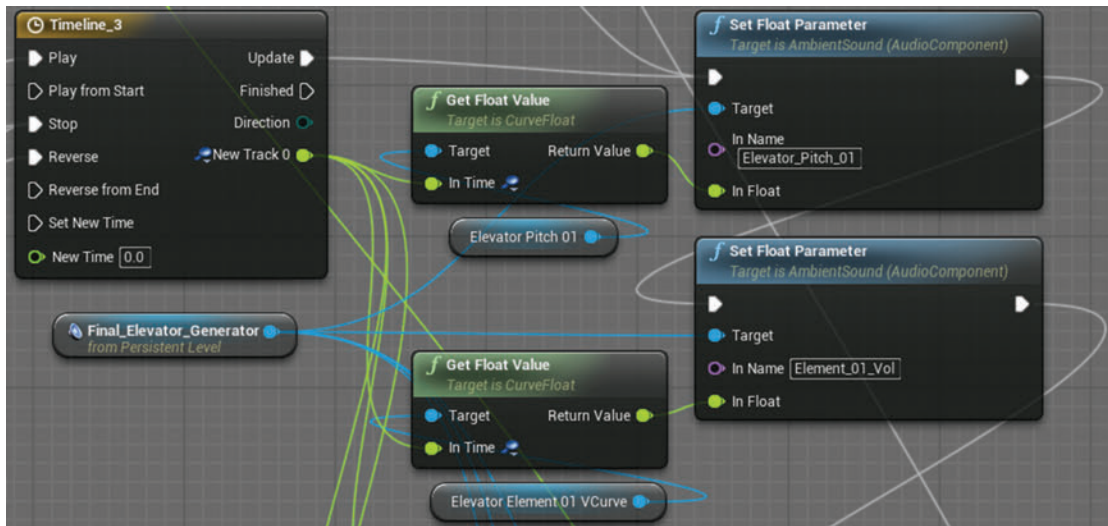 Timeline_3
Play
Update
Play from Start
Finished
Stop
Direction
Reverse
New Track 0
Reverse from End
Set New Time
New Time 0.0
Final_Elevator_Generator
from Persistent Level
f Get Float Value
Target is CurveFloat
Target
Return Value
In Time
Elevator Pitch 01
f Get Float Value
Target is CurveFloat
Target
Return Value
In Time
Elevator Element 01 VCurve
f Set Float Parameter
Target is AmbientSound (AudioComponent)
Target
In Name
Elevator_Pitch_01
In Float
f Set Float Parameter
Target is AmbientSound (AudioComponent)
Target
In Name Element_01_Vol
In Float